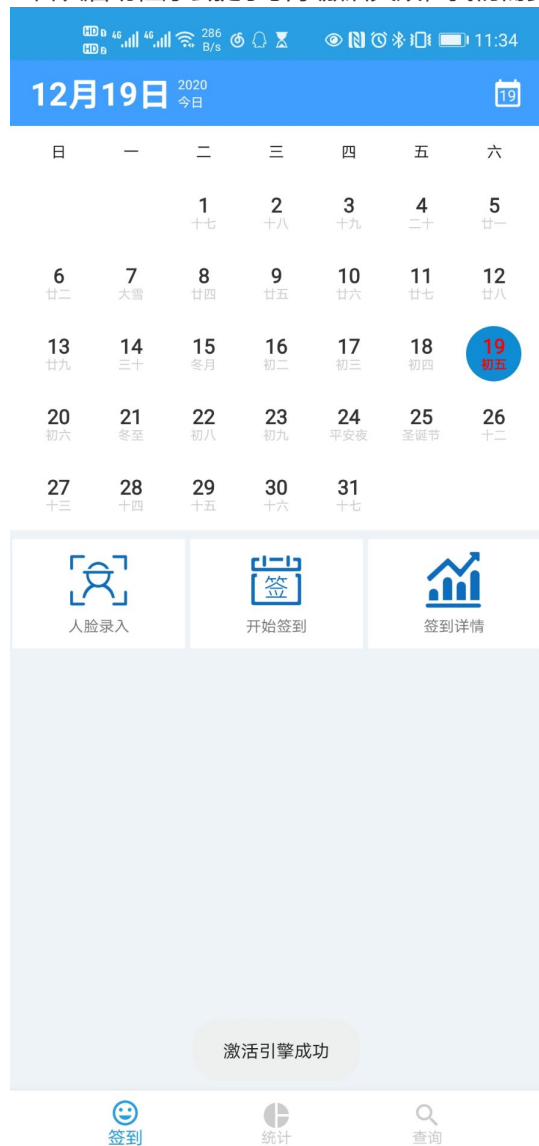 HD 46 46 286 B/s 11:34
HD
12月19日 2020 今日 19
日 一 二 三 四 五 六
1 2 3 4 5
十七 十八 十九 二十 廿一
6 7 8 9 10 11 12
廿二 大雪 廿四 廿五 廿六 廿七 廿八
13 14 15 16 17 18 19
廿九 三十 冬月 初二 初三 初四 初五
20 21 22 23 24 25 26
初六 冬至 初八 初九 平安夜 圣诞节 十二
27 28 29 30 31
十三 十四 十五 十六 十七
签
人脸录入 开始签到 签到详情
激活引擎成功
签到 统计 查询